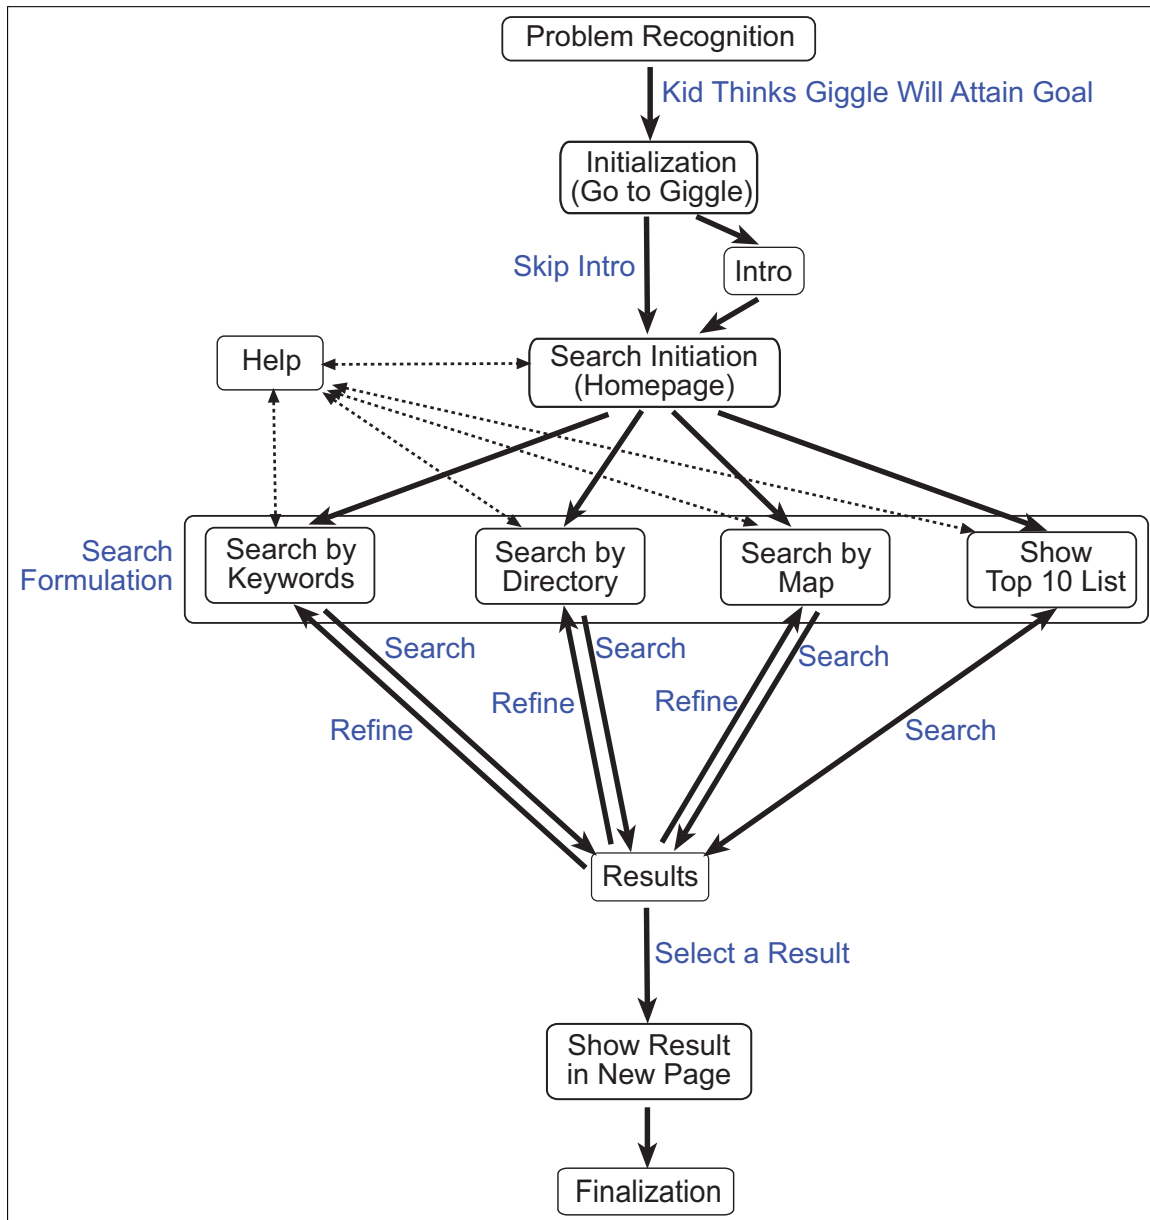 Problem Recognition
Kid Thinks Giggle Will Attain Goal
Initialization
(Go to Giggle)
Skip Intro
Intro
Help
Search Initiation
(Homepage)
Search
Formulation
Search by
Keywords
Search by
Directory
Search by
Map
Show
Top 10 List
Search
Search
Search
Refine
Refine
Refine
Search
Results
Select a Result
Show Result
in New Page
Finalization